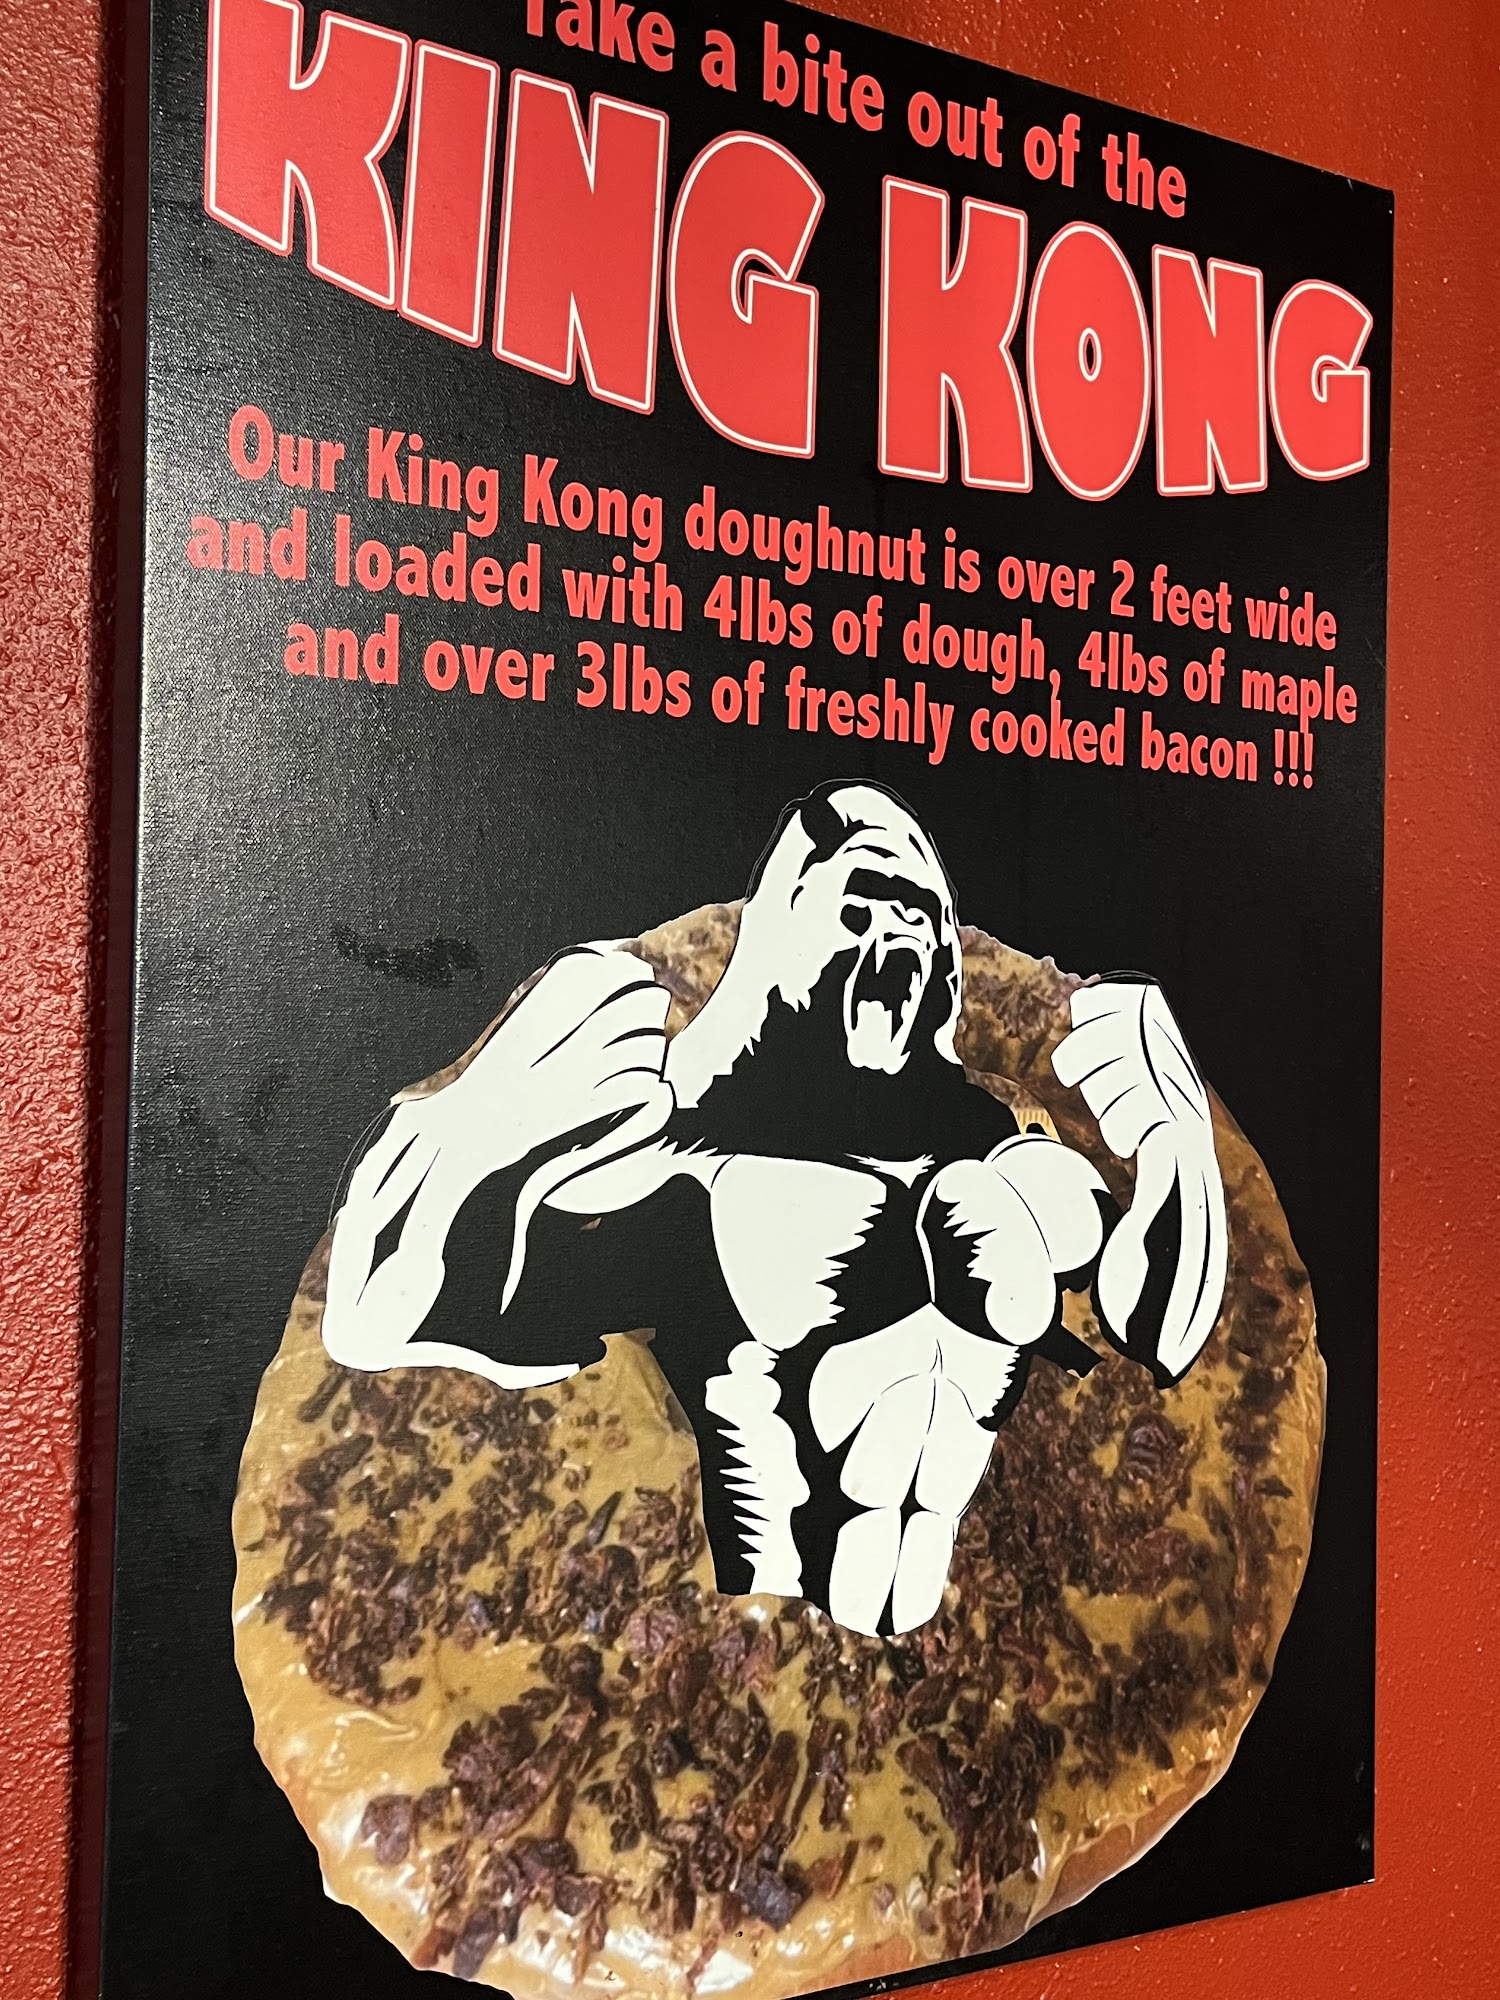 Take a bite out of the
KING KONG
Our King Kong doughnut is over 2 feet wide
and loaded with 4lbs of dough, 4lbs of maple
and over 3lbs of freshly cooked bacon !!!